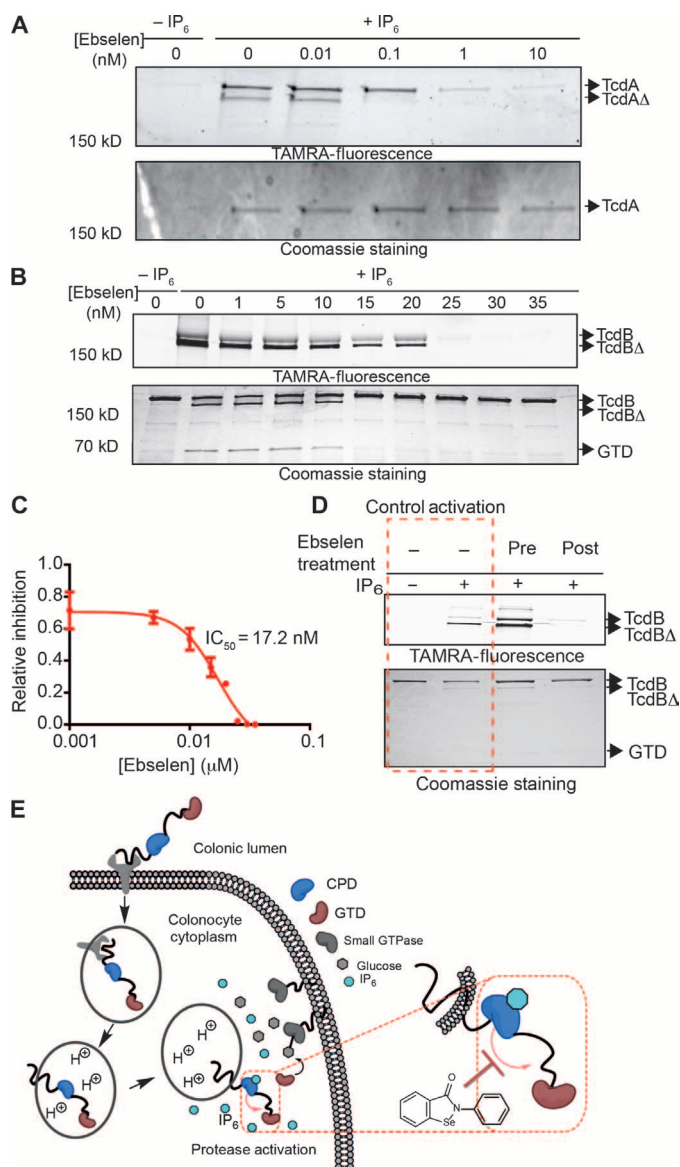 A
– IP6
+ IP6
[Ebselen]
(nM)
0 0 0.01 0.1 1 10
TcdA
TcdAΔ
150 kD
TAMRA-fluorescence
TcdA
150 kD
Coomassie staining
B
– IP6
+ IP6
[Ebselen]
(nM)
0 0 1 5 10 15 20 25 30 35
TcdB
TcdBΔ
150 kD
TAMRA-fluorescence
TcdB
150 kD
TcdBΔ
70 kD
GTD
Coomassie staining
C
Relative inhibition
1.0
0.8
0.6
0.4
0.2
0.0
IC50 = 17.2 nM
0.001 0.01 0.1
[Ebselen] (μM)
D
Control activation
Ebselen
treatment
– – Pre Post
IP6 – + + +
TcdB
TcdBΔ
TAMRA-fluorescence
TcdB
TcdBΔ
GTD
Coomassie staining
E
Colonic lumen
Colonocyte
cytoplasm
CPD
GTD
Small GTPase
Glucose
IP6
H+
H+
H+
H+
H+
H+
H+
H+
IP6
Protease activation
O
N
Se